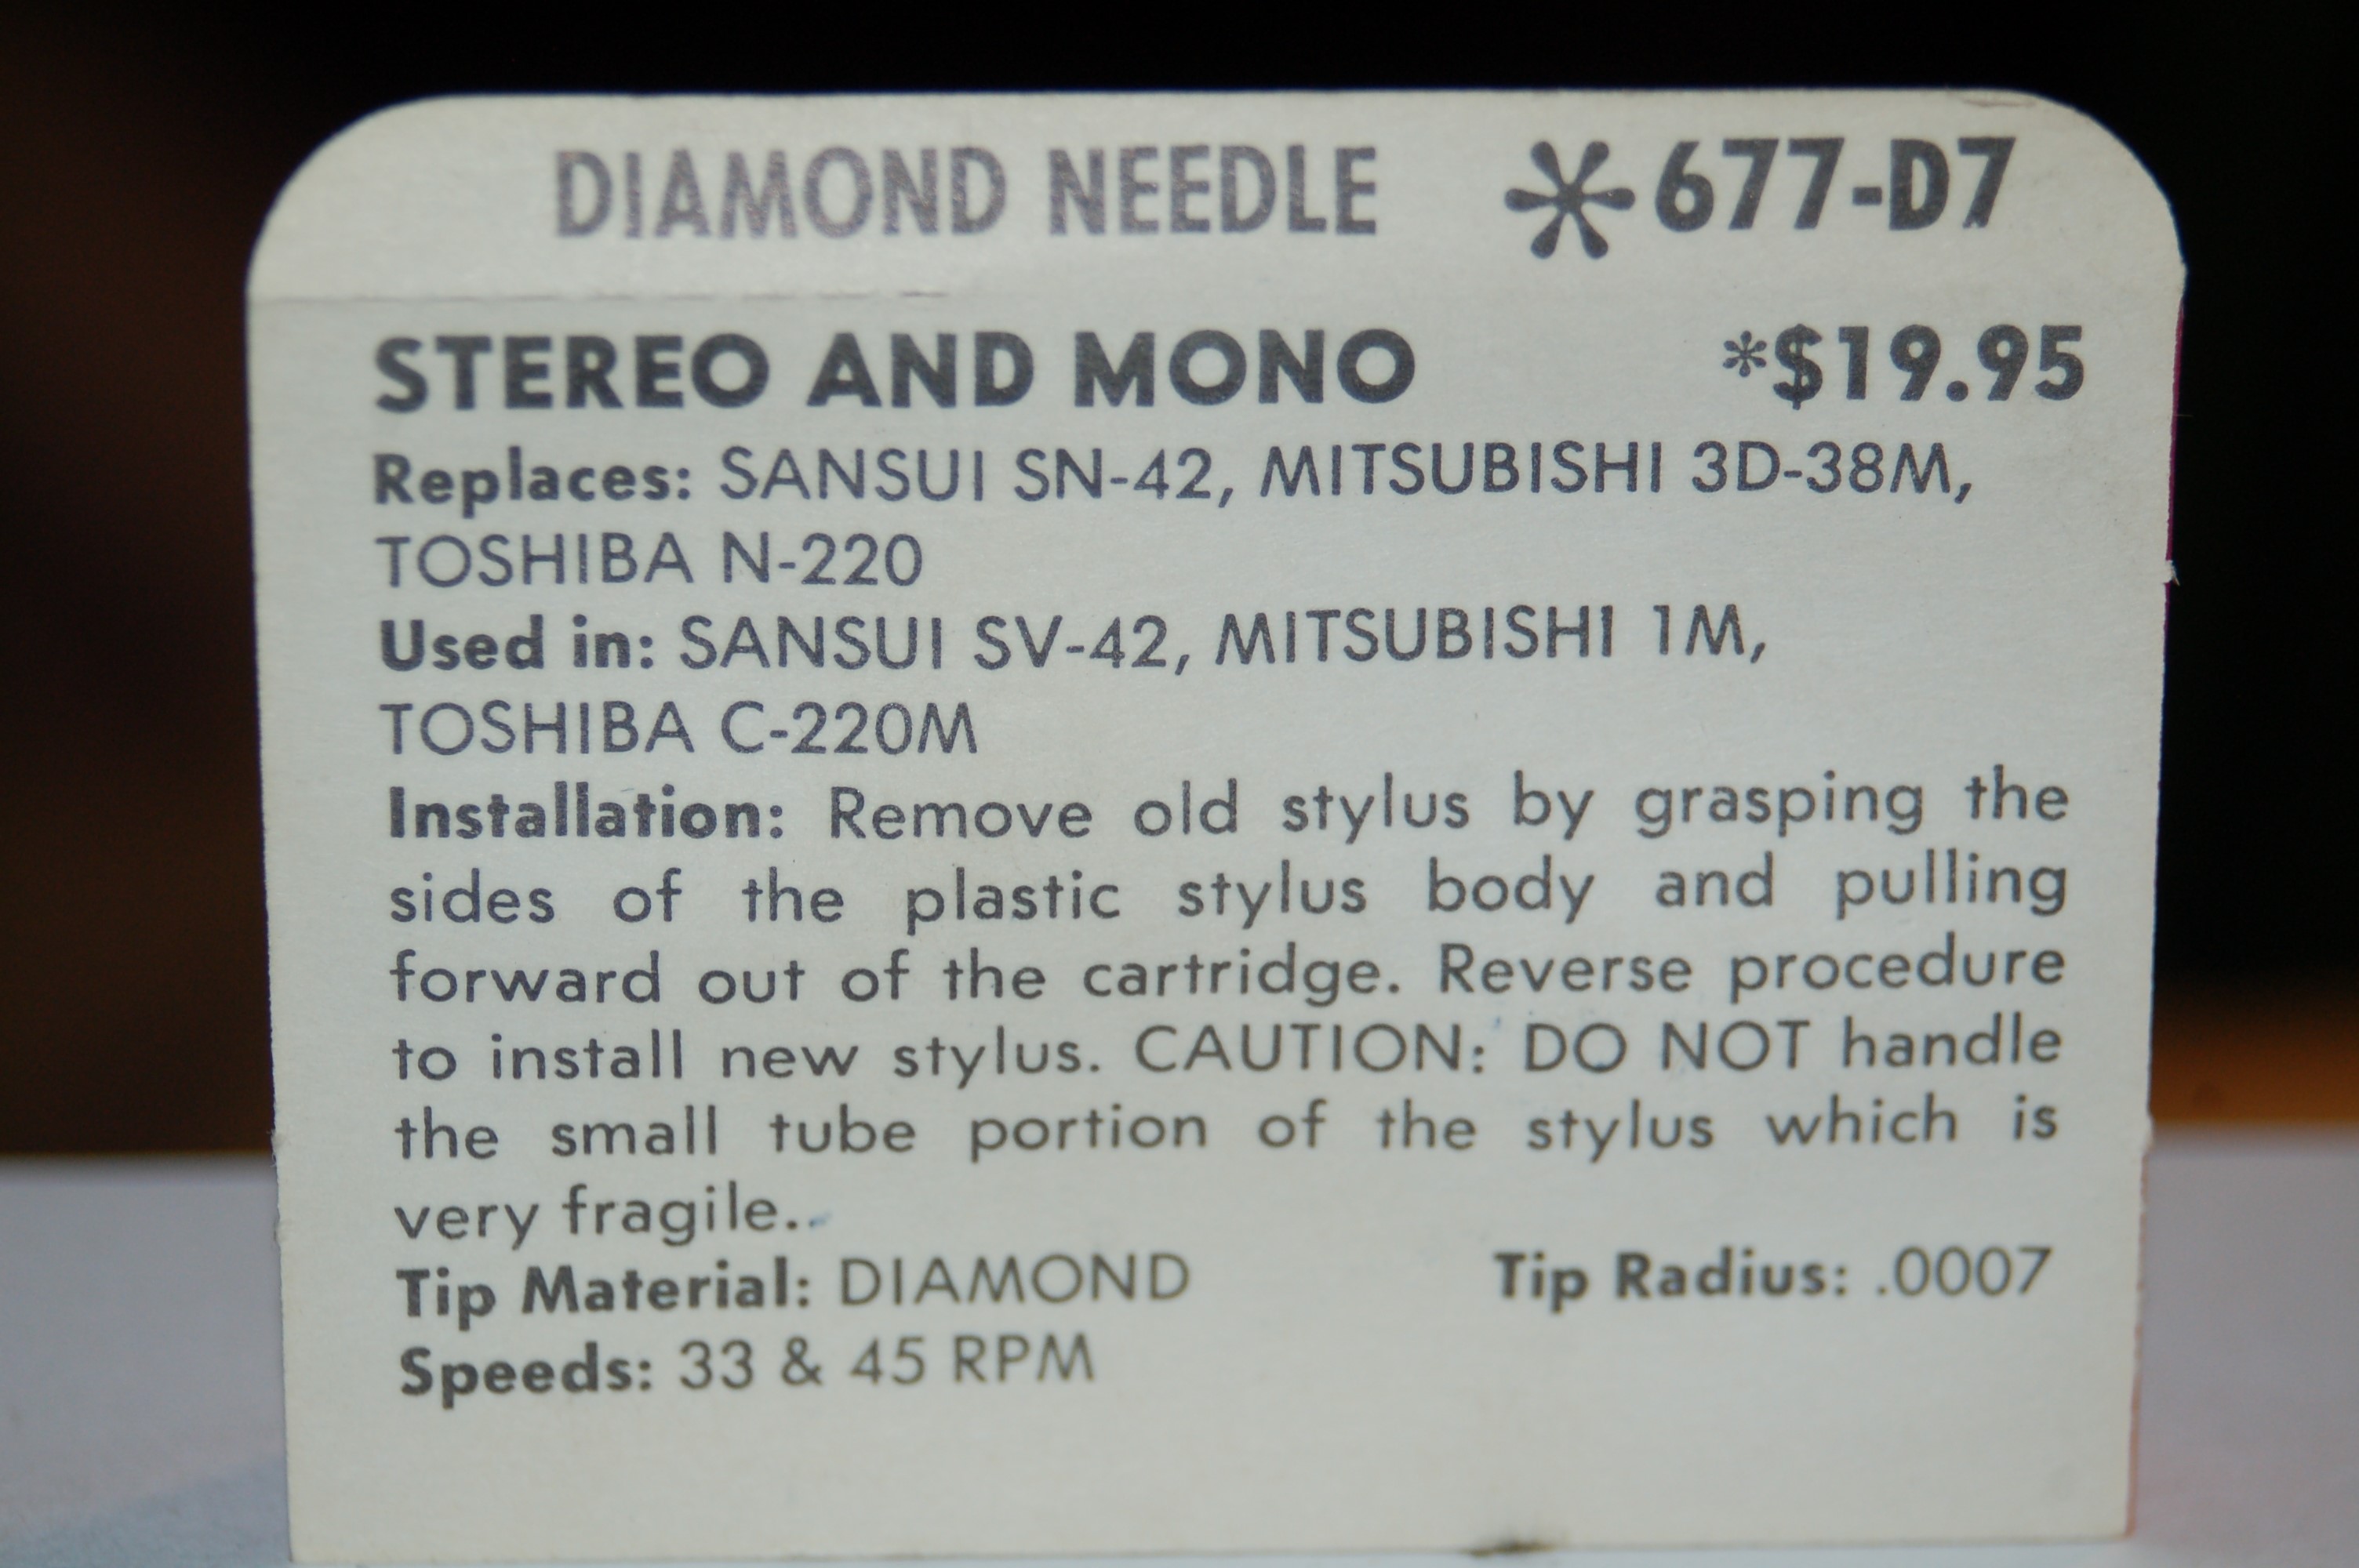 DIAMOND NEEDLE *677-D7
STEREO AND MONO *$19.95
Replaces: SANSUI SN-42, MITSUBISHI 3D-38M,
TOSHIBA N-220
Used in: SANSUI SV-42, MITSUBISHI 1M,
TOSHIBA C-220M
Installation: Remove old stylus by grasping the
sides of the plastic stylus body and pulling
forward out of the cartridge. Reverse procedure
to install new stylus. CAUTION: DO NOT handle
the small tube portion of the stylus which is
very fragile..
Tip Material: DIAMOND Tip Radius: .0007
Speeds: 33 & 45 RPM